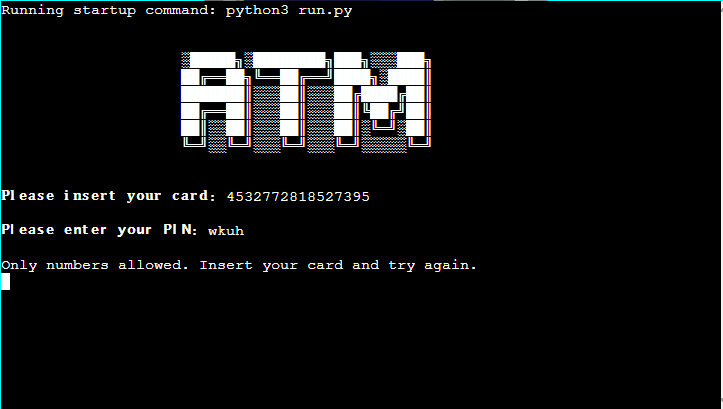 Running startup command: python3 run.py
ATM
Please insert your card: 4532772818527395
Please enter your PIN: wkuh
Only numbers allowed. Insert your card and try again.